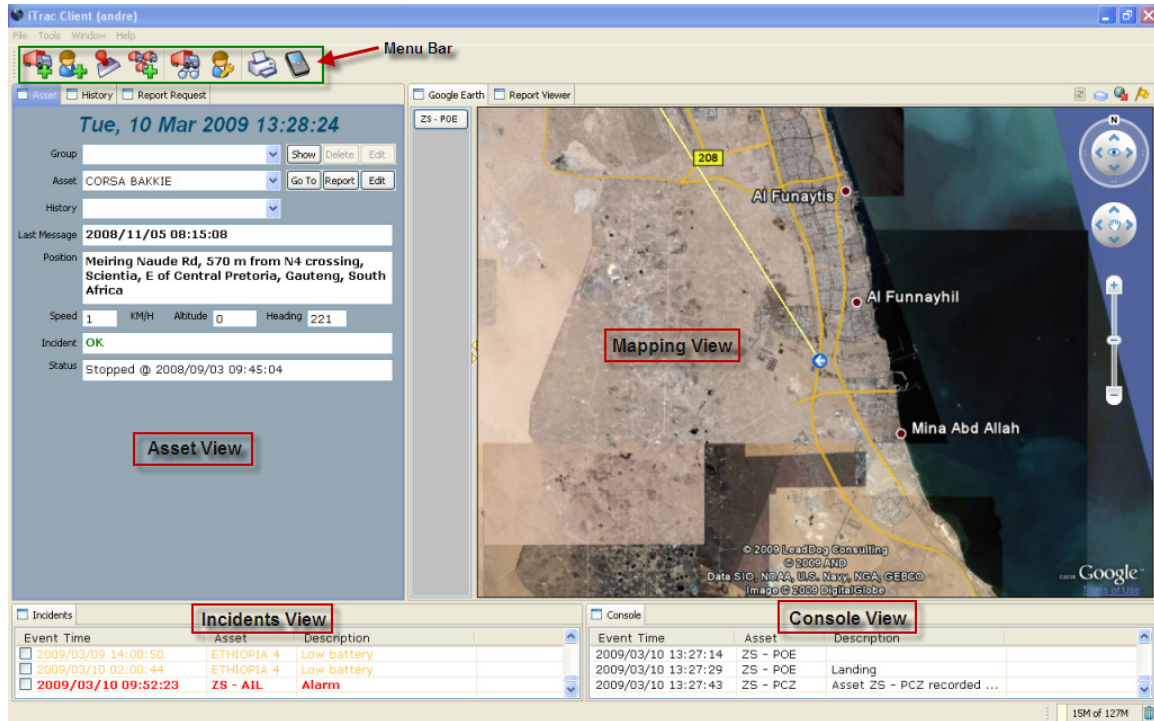 iTrac Client (andre)
File Tools Window Help
Menu Bar
Asset History Report Request
Google Earth Report Viewer
Tue, 10 Mar 2009 13:28:24
Group Show Delete Edit
Asset CORSA BAKKIE Go To Report Edit
History
Last Message 2008/11/05 08:15:08
Position Meiring Naude Rd, 570 m from N4 crossing,
Scientia, E of Central Pretoria, Gauteng, South
Africa
Speed 1 KM/H Altitude 0 Heading 221
Incident OK
Status Stopped @ 2008/09/03 09:45:04
Asset View
ZS - POE
N
208
Al Funaytis
Al Funnayhil
Mapping View
Mina Abd Allah
© 2009 LeadDog Consulting
© 2009 AND
Data SIO, NOAA, U.S. Navy, NGA, GEBCO
Image © 2009 DigitalGlobe
Google
Terms of Use
Incidents
Incidents View
Event Time Asset Description
2009/03/09 14:00:50 ETHIOPIA 4 Low battery
2009/03/10 02:00:44 ETHIOPIA 4 Low battery
2009/03/10 09:52:23 ZS - AIL Alarm
Console
Console View
Event Time Asset Description
2009/03/10 13:27:14 ZS - POE
2009/03/10 13:27:29 ZS - POE Landing
2009/03/10 13:27:43 ZS - PCZ Asset ZS - PCZ recorded ...
15M of 127M